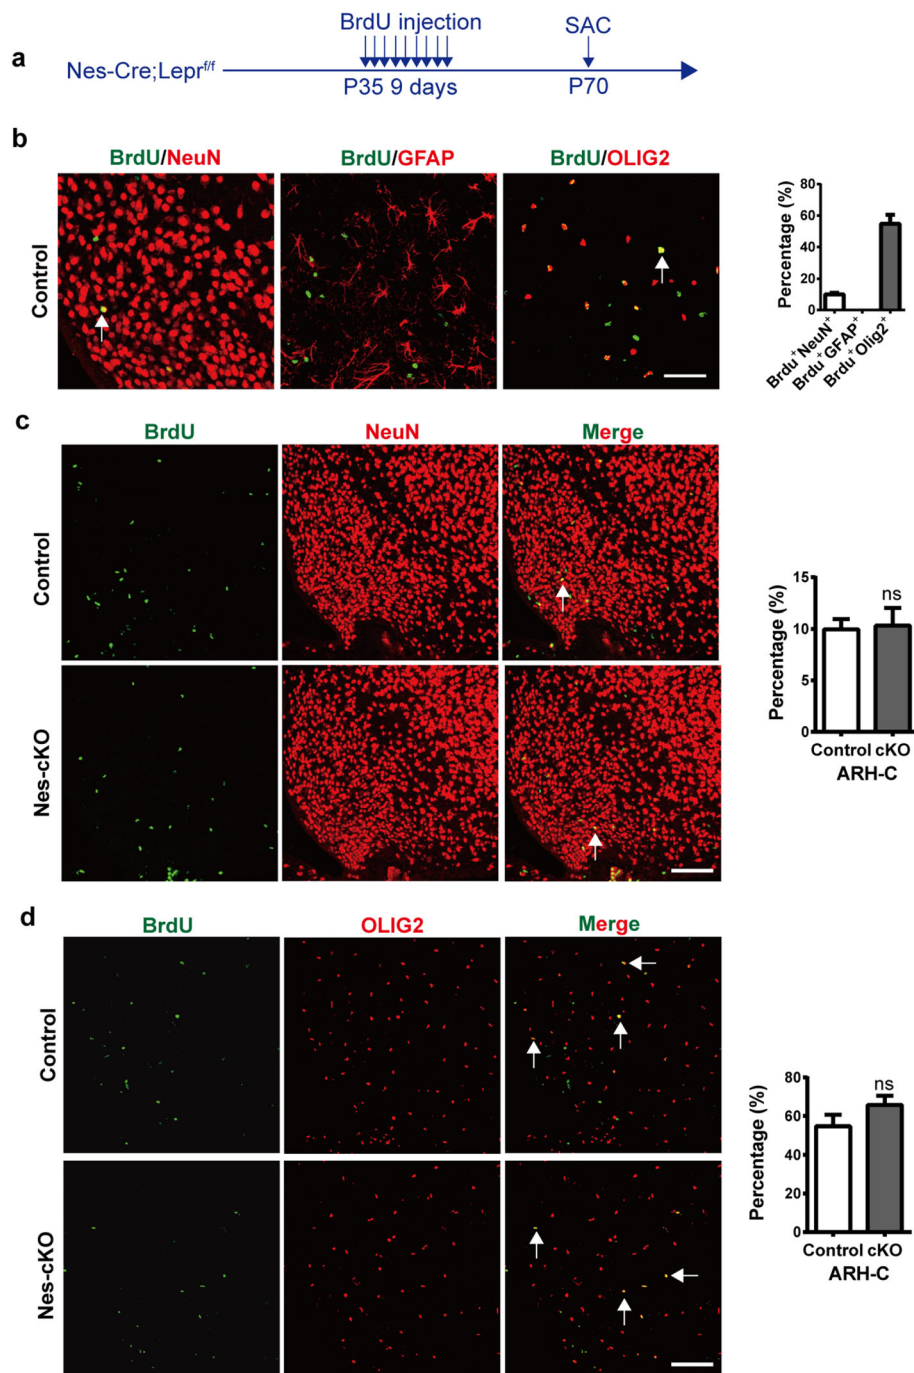 a
BrdU injection
SAC
Nes-Cre;Lepr^f/f
P35 9 days
P70
b
BrdU/NeuN
BrdU/GFAP
BrdU/OLIG2
Control
Percentage (%)
80
60
40
20
0
Brdu⁺NeuN⁺
Brdu⁺GFAP⁺
Brdu⁺Olig2⁺
c
BrdU
NeuN
Merge
Control
Nes-cKO
Percentage (%)
15
10
5
0
Control cKO
ns
ARH-C
d
BrdU
OLIG2
Merge
Control
Nes-cKO
Percentage (%)
80
60
40
20
0
Control cKO
ns
ARH-C